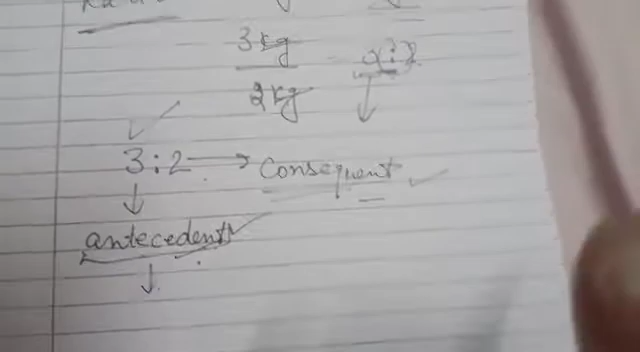 3kg
2kg
3:2 → Consequent
antecedent